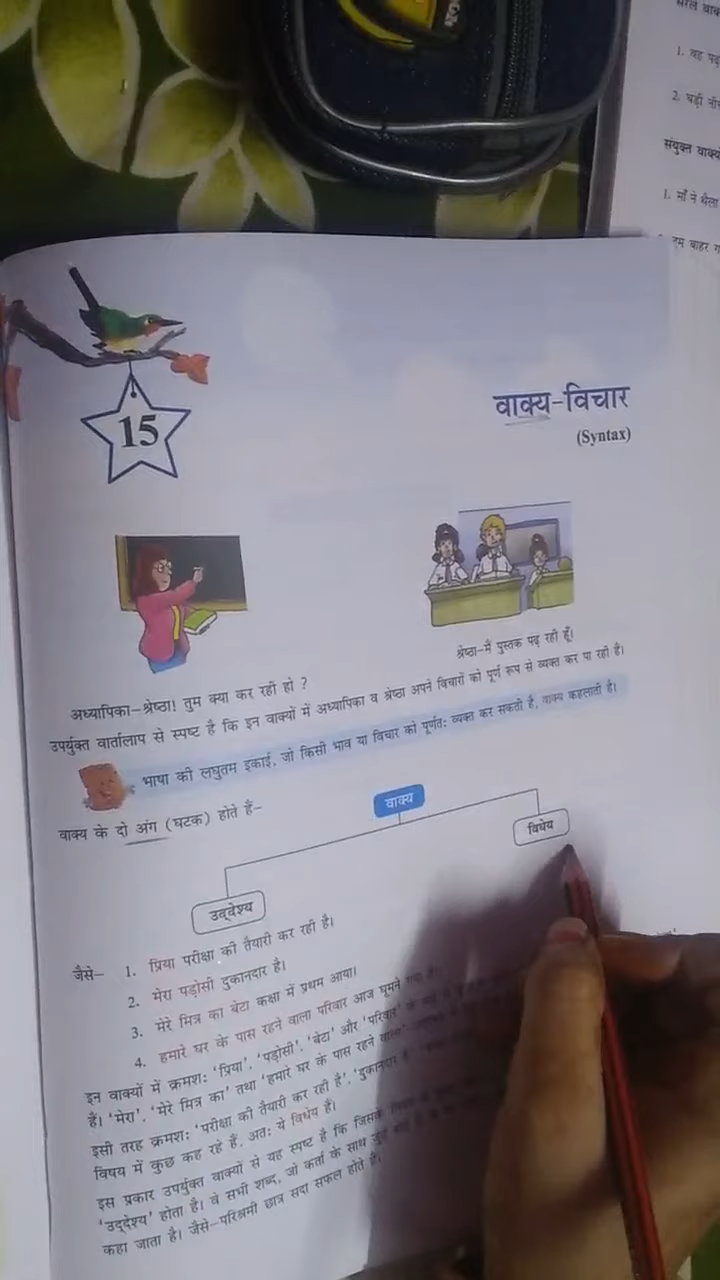 सरल वाक
1. वह पढ़
2. घड़ी नी
संयुक्त वाक्य
1. माँ ने थैला
तुम बाहर ग
15
वाक्य-विचार
(Syntax)
श्रेष्ठा-मैं पुस्तक पढ़ रही हूँ।
अध्यापिका-श्रेष्ठा! तुम क्या कर रही हो ?
उपर्युक्त वार्तालाप से स्पष्ट है कि इन वाक्यों में अध्यापिका व श्रेष्ठा अपने विचारों को पूर्ण रूप से व्यक्त कर पा रही हैं।
भाषा की लघुतम इकाई, जो किसी भाव या विचार को पूर्णतः व्यक्त कर सकती है, वाक्य कहलाती है।
वाक्य के दो अंग (घटक) होते हैं-
वाक्य
विधेय
उद्देश्य
जैसे- 1. प्रिया परीक्षा की तैयारी कर रही है।
2. मेरा पड़ोसी दुकानदार है।
3. मेरे मित्र का बेटा कक्षा में प्रथम आया।
4. हमारे घर के पास रहने वाला परिवार आज घूमने गया है।
इन वाक्यों में क्रमशः 'प्रिया', 'पड़ोसी', 'बेटा' और 'परिवार' के
हैं। 'मेरा', 'मेरे मित्र का' तथा 'हमारे घर के पास रहने वाला'
इसी तरह क्रमशः 'परीक्षा की तैयारी कर रही है', 'दुकानदार है'
विषय में कुछ कह रहे हैं, अतः ये विधेय हैं।
इस प्रकार उपर्युक्त वाक्यों से यह स्पष्ट है कि जिसके
'उद्देश्य' होता है। वे सभी शब्द, जो कर्ता के साथ जुड़े
कहा जाता है। जैसे-परिश्रमी छात्र सदा सफल होते हैं।